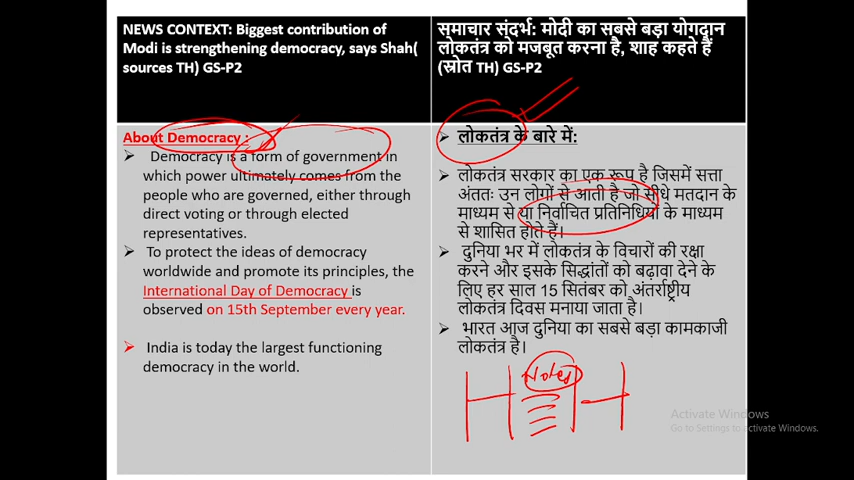 NEWS CONTEXT: Biggest contribution of
Modi is strengthening democracy, says Shah(
sources TH) GS-P2
समाचार संदर्भ: मोदी का सबसे बड़ा योगदान
लोकतंत्र को मजबूत करना है, शाह कहते हैं
(स्रोत TH) GS-P2
About Democracy :
➢ Democracy is a form of government in
which power ultimately comes from the
people who are governed, either through
direct voting or through elected
representatives.
➢ To protect the ideas of democracy
worldwide and promote its principles, the
International Day of Democracy is
observed on 15th September every year.
➢ India is today the largest functioning
democracy in the world.
➢ लोकतंत्र के बारे में:
➢ लोकतंत्र सरकार का एक रूप है जिसमें सत्ता
अंततः उन लोगों से आती है जो सीधे मतदान के
माध्यम से या निर्वाचित प्रतिनिधियों के माध्यम
से शासित होते हैं।
➢ दुनिया भर में लोकतंत्र के विचारों की रक्षा
करने और इसके सिद्धांतों को बढ़ावा देने के
लिए हर साल 15 सितंबर को अंतर्राष्ट्रीय
लोकतंत्र दिवस मनाया जाता है।
➢ भारत आज दुनिया का सबसे बड़ा कामकाजी
लोकतंत्र है।
Notes
Activate Windows
Go to Settings to activate Windows.